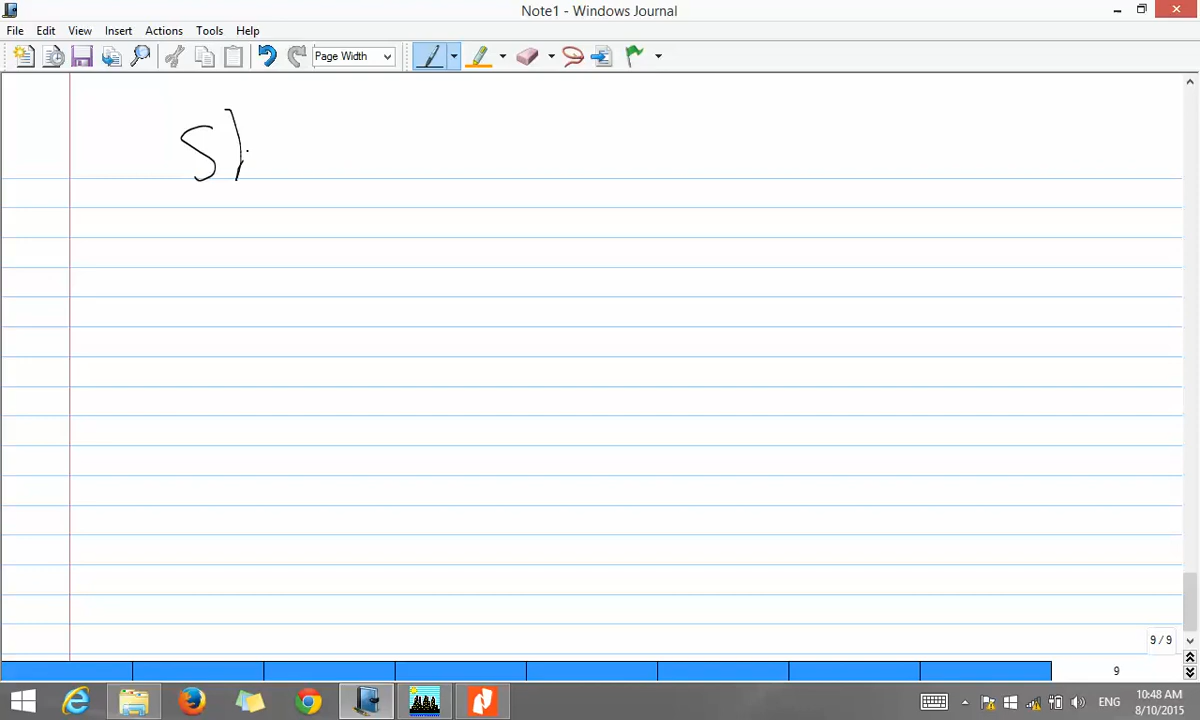 Note1 - Windows Journal
File Edit View Insert Actions Tools Help
Page Width
S)
9 / 9
9
ENG
10:48 AM
8/10/2015